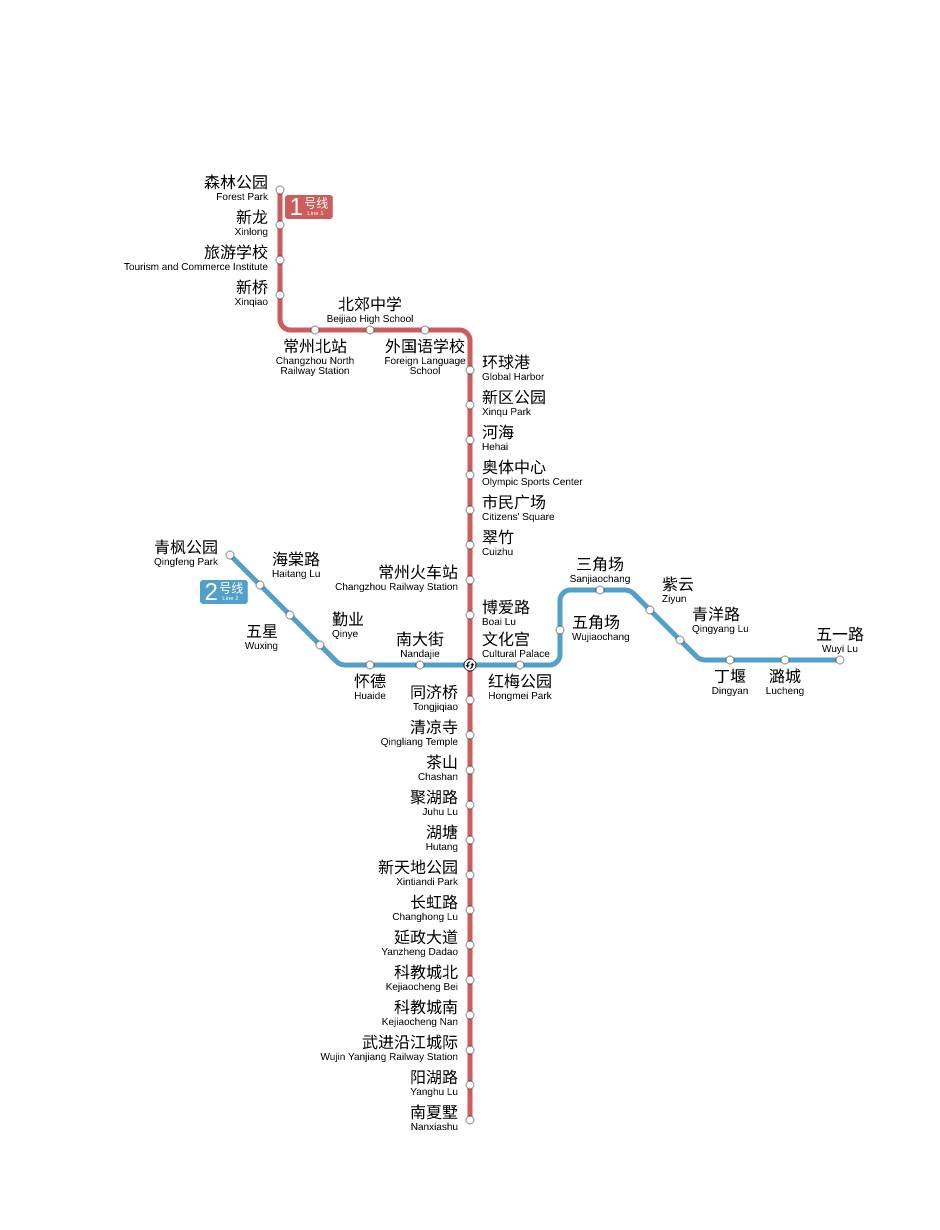 森林公园
Forest Park
1 号线
Line 1
新龙
Xinlong
旅游学校
Tourism and Commerce Institute
新桥
Xinqiao
北郊中学
Beijiao High School
常州北站
Changzhou North
Railway Station
外国语学校
Foreign Language
School
环球港
Global Harbor
新区公园
Xinqu Park
河海
Hehai
奥体中心
Olympic Sports Center
市民广场
Citizens' Square
翠竹
Cuizhu
常州火车站
Changzhou Railway Station
博爱路
Boai Lu
文化宫
Cultural Palace
青枫公园
Qingfeng Park
2 号线
Line 2
海棠路
Haitang Lu
五星
Wuxing
勤业
Qinye
怀德
Huaide
南大街
Nandajie
红梅公园
Hongmei Park
五角场
Wujiaochang
三角场
Sanjiaochang
紫云
Ziyun
青洋路
Qingyang Lu
丁堰
Dingyan
潞城
Lucheng
五一路
Wuyi Lu
同济桥
Tongjiqiao
清凉寺
Qingliang Temple
茶山
Chashan
聚湖路
Juhu Lu
湖塘
Hutang
新天地公园
Xintiandi Park
长虹路
Changhong Lu
延政大道
Yanzheng Dadao
科教城北
Kejiaocheng Bei
科教城南
Kejiaocheng Nan
武进沿江城际
Wujin Yanjiang Railway Station
阳湖路
Yanghu Lu
南夏墅
Nanxiashu